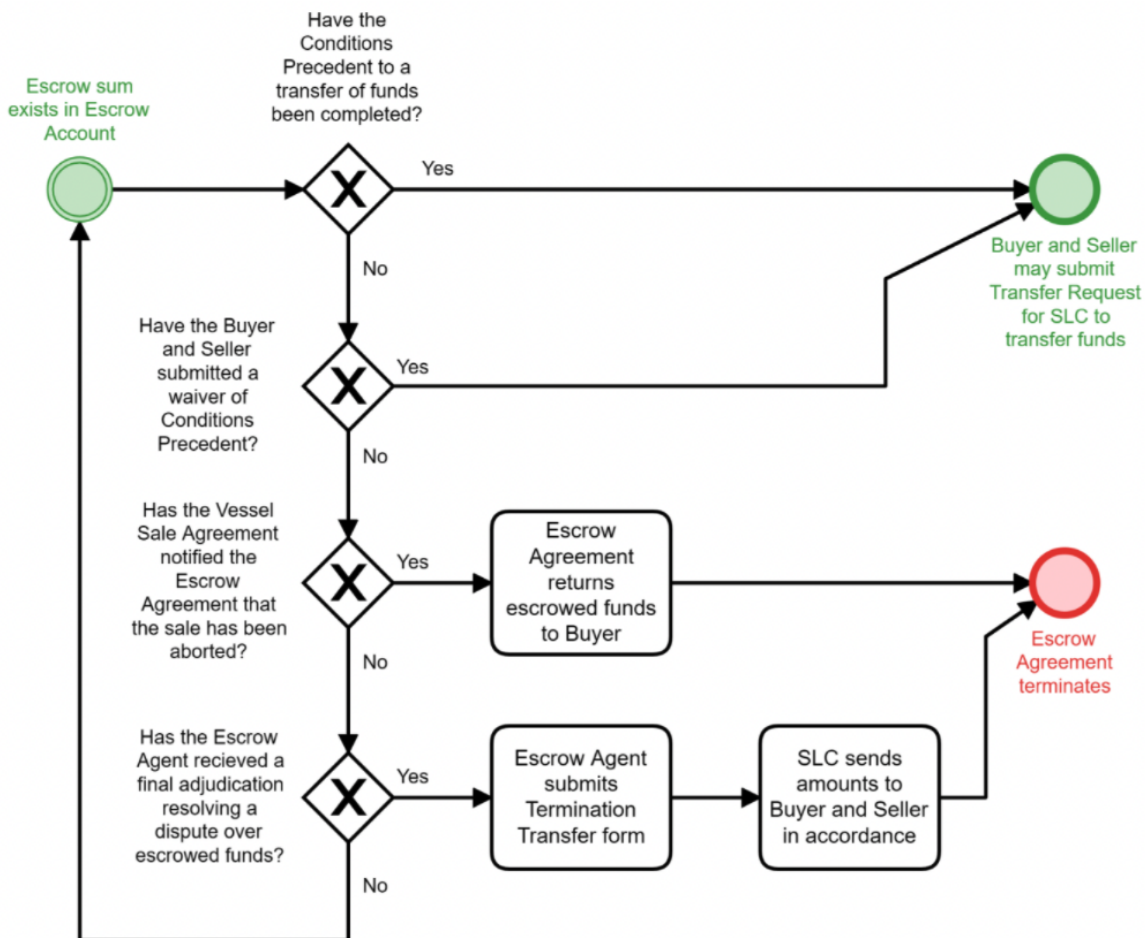 Have the
Conditions
Precedent to a
transfer of funds
been completed?
Escrow sum
exists in Escrow
Account
X
Yes
No
Buyer and Seller
may submit
Transfer Request
for SLC to
transfer funds
Have the Buyer
and Seller
submitted a
waiver of
Conditions
Precedent?
X
Yes
No
Has the Vessel
Sale Agreement
notified the
Escrow
Agreement that
the sale has been
aborted?
X
Yes
No
Escrow
Agreement
returns
escrowed funds
to Buyer
Escrow
Agreement
terminates
Has the Escrow
Agent recieved a
final adjudication
resolving a
dispute over
escrowed funds?
X
Yes
No
Escrow Agent
submits
Termination
Transfer form
SLC sends
amounts to
Buyer and Seller
in accordance